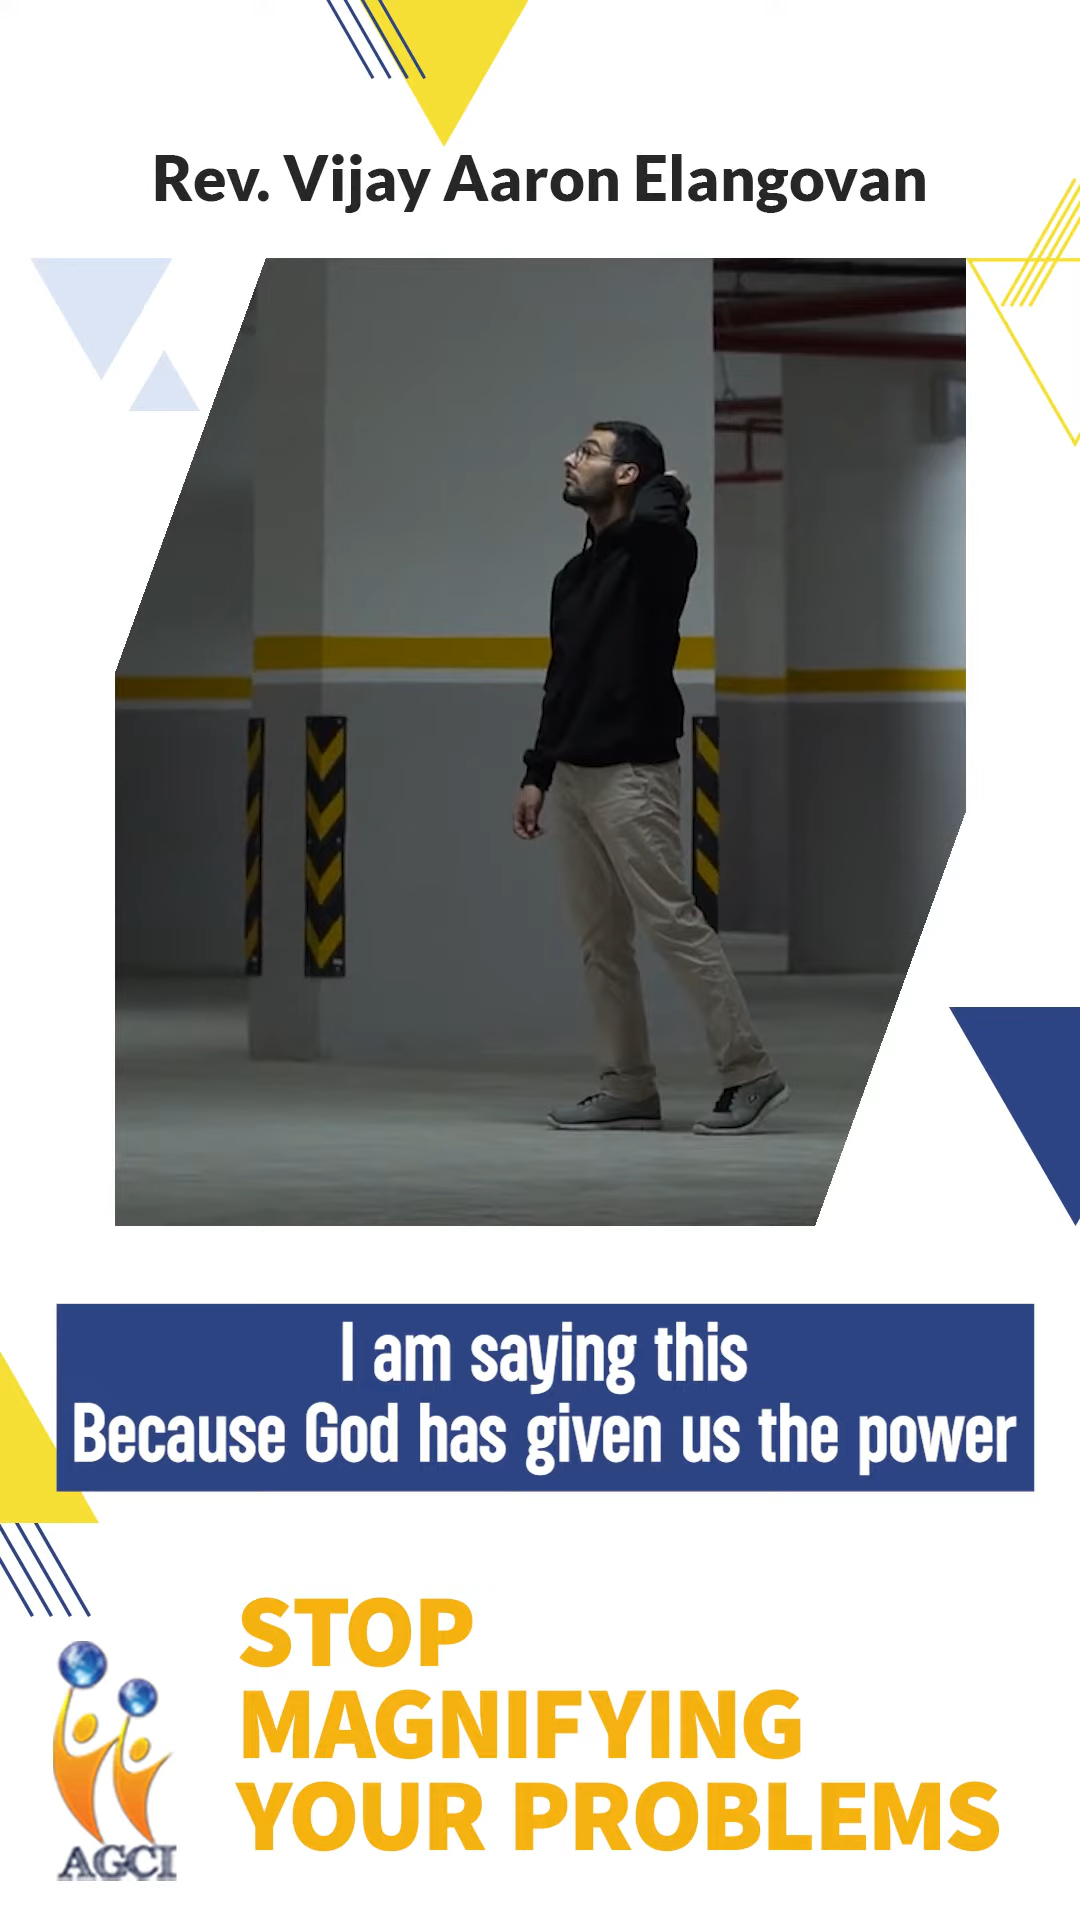 Rev. Vijay Aaron Elangovan
I am saying this
Because God has given us the power
STOP
MAGNIFYING
YOUR PROBLEMS
AGCI